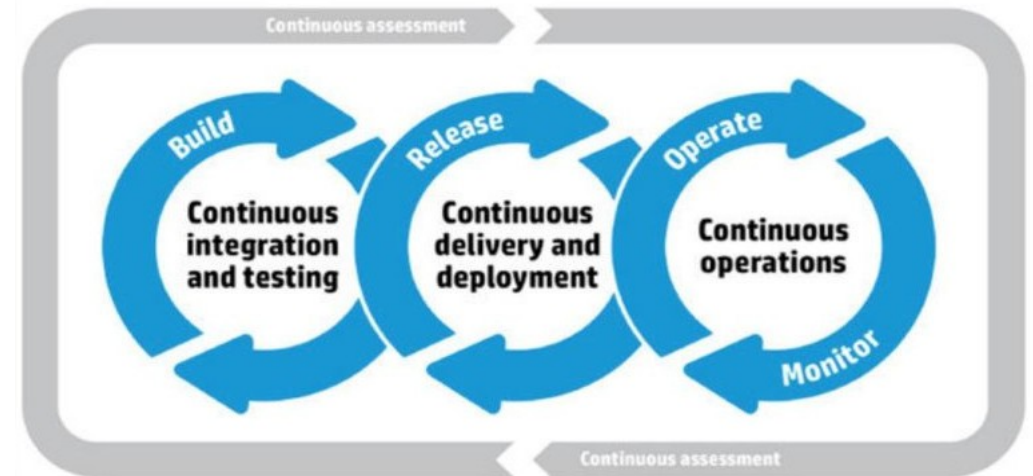 Continuous assessment
Build
Release
Operate
Continuous
integration
and testing
Continuous
delivery and
deployment
Continuous
operations
Monitor
Continuous assessment